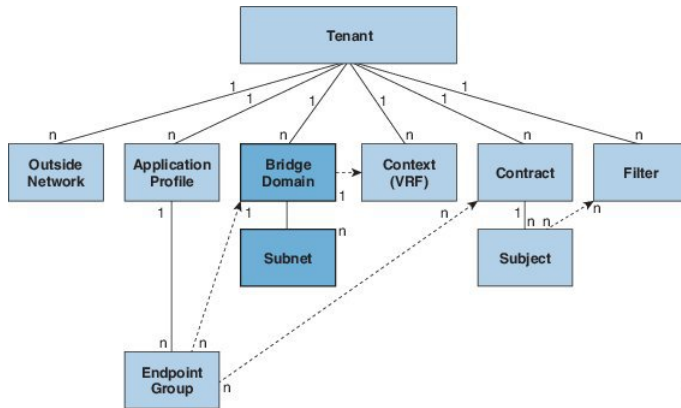 Tenant
1
1
1
1
1
1
n
n
n
n
n
n
Outside
Network
Application
Profile
Bridge
Domain
Context
(VRF)
Contract
Filter
1
1
1
n
1
n
n
n
n
Subnet
Subject
n
n
Endpoint
Group
n